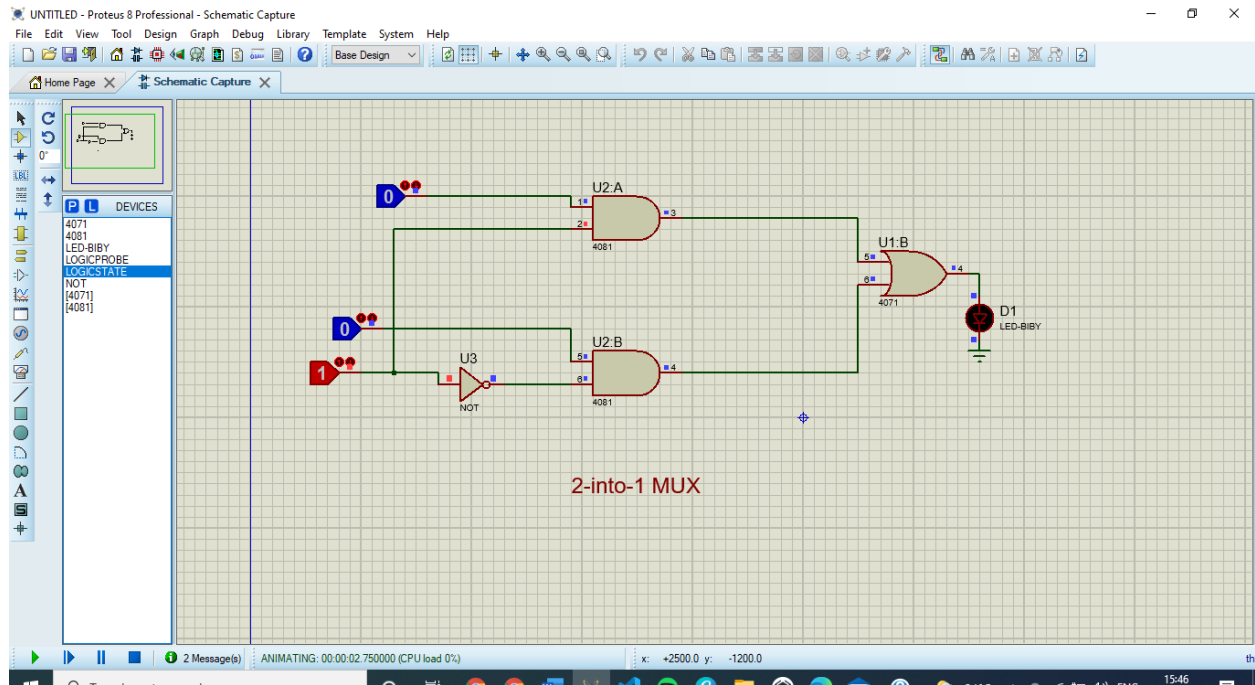 UNTITLED - Proteus 8 Professional - Schematic Capture
File Edit View Tool Design Graph Debug Library Template System Help
Base Design
Home Page
Schematic Capture
0°
LBL
P L DEVICES
4071
4081
LED-BIBY
LOGICPROBE
LOGICSTATE
NOT
[4071]
[4081]
A
S
0
U2:A
1
2
3
4081
U1:B
5
6
4
4071
D1
LED-BIBY
0
U2:B
5
6
4
4081
1
U3
NOT
2-into-1 MUX
2 Message(s)
ANIMATING: 00:00:02.750000 (CPU load 0%)
x: +2500.0 y: -1200.0
th
15:46